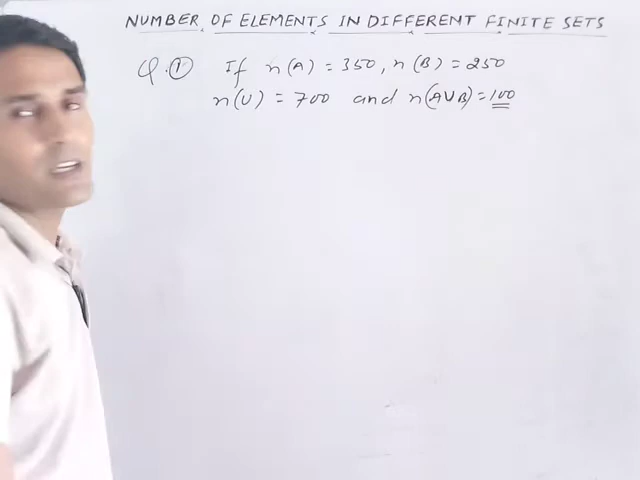 NUMBER OF ELEMENTS IN DIFFERENT FINITE SETS
Q.① If n(A) = 350, n(B) = 250
n(U) = 700 and n(A∪B) = 100